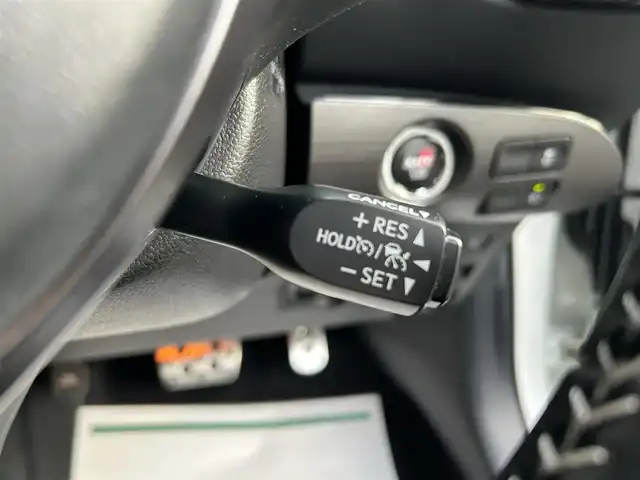 CANCEL
+ RES
HOLD /
− SET